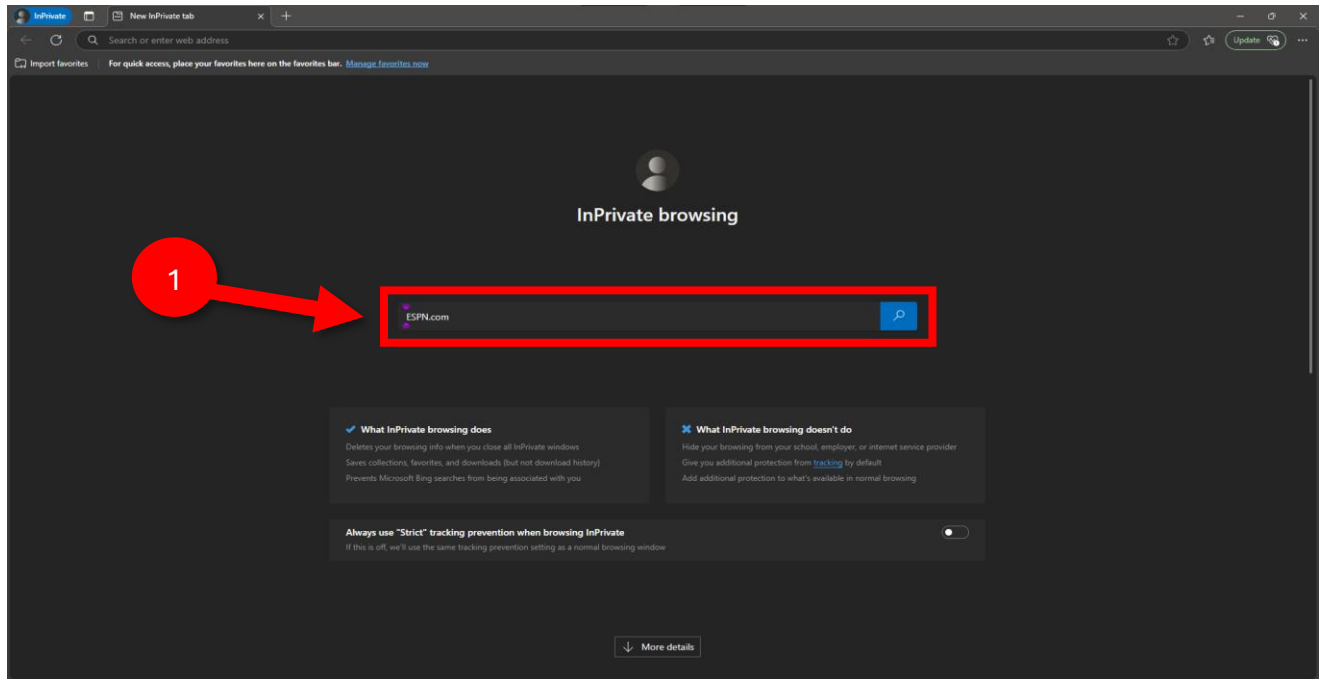 InPrivate
New InPrivate tab
Search or enter web address
Update
Import favorites
For quick access, place your favorites here on the favorites bar. Manage favorites now
InPrivate browsing
1
ESPN.com
What InPrivate browsing does
Deletes your browsing info when you close all InPrivate windows
Saves collections, favorites, and downloads (but not download history)
Prevents Microsoft Bing searches from being associated with you
What InPrivate browsing doesn't do
Hide your browsing from your school, employer, or internet service provider
Give you additional protection from tracking by default
Add additional protection to what's available in normal browsing
Always use "Strict" tracking prevention when browsing InPrivate
If this is off, we'll use the same tracking prevention setting as a normal browsing window
More details